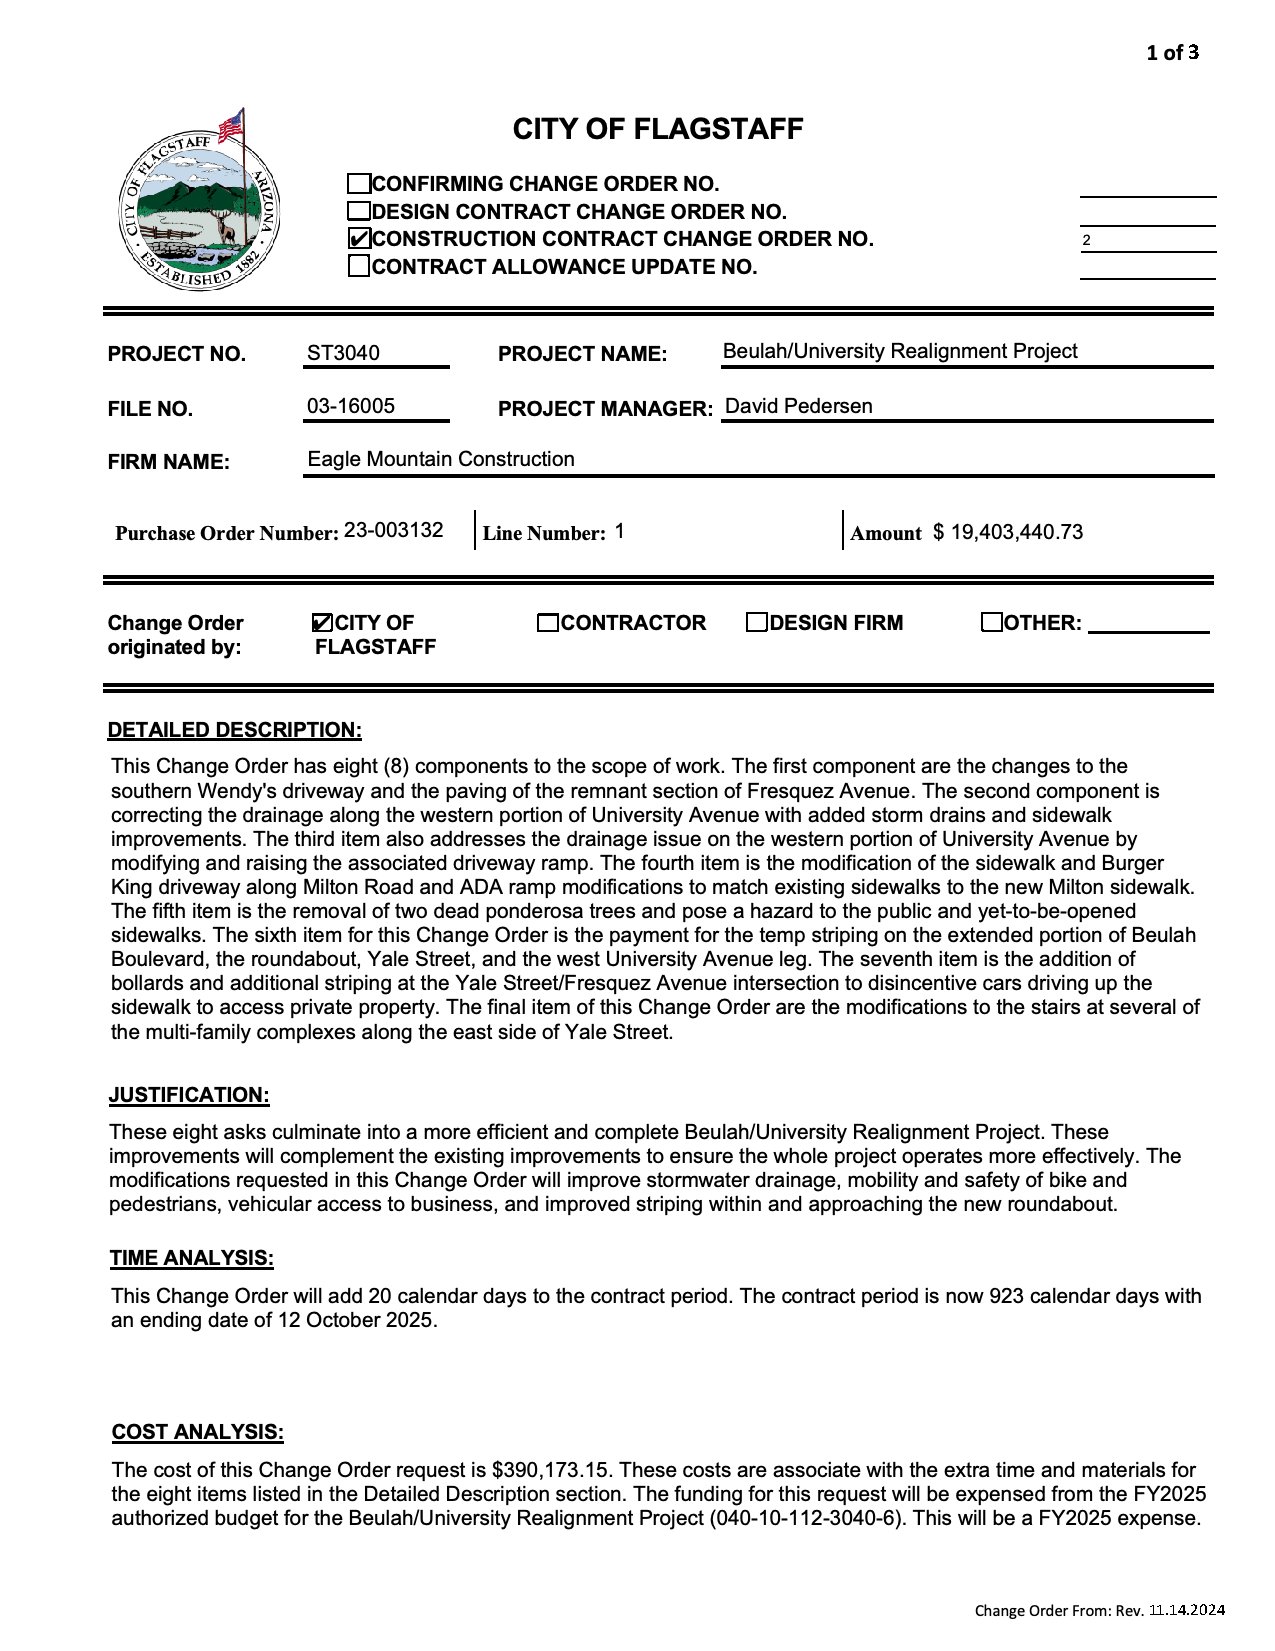 1 of 3
CITY OF FLAGSTAFF
CITY OF FLAGSTAFF ARIZONA
ESTABLISHED 1882
CONFIRMING CHANGE ORDER NO.
DESIGN CONTRACT CHANGE ORDER NO.
CONSTRUCTION CONTRACT CHANGE ORDER NO. 2
CONTRACT ALLOWANCE UPDATE NO.
PROJECT NO. ST3040 PROJECT NAME: Beulah/University Realignment Project
FILE NO. 03-16005 PROJECT MANAGER: David Pedersen
FIRM NAME: Eagle Mountain Construction
Purchase Order Number: 23-003132 Line Number: 1 Amount $ 19,403,440.73
Change Order CITY OF CONTRACTOR DESIGN FIRM OTHER:
originated by: FLAGSTAFF
DETAILED DESCRIPTION:
This Change Order has eight (8) components to the scope of work. The first component are the changes to the
southern Wendy's driveway and the paving of the remnant section of Fresquez Avenue. The second component is
correcting the drainage along the western portion of University Avenue with added storm drains and sidewalk
improvements. The third item also addresses the drainage issue on the western portion of University Avenue by
modifying and raising the associated driveway ramp. The fourth item is the modification of the sidewalk and Burger
King driveway along Milton Road and ADA ramp modifications to match existing sidewalks to the new Milton sidewalk.
The fifth item is the removal of two dead ponderosa trees and pose a hazard to the public and yet-to-be-opened
sidewalks. The sixth item for this Change Order is the payment for the temp striping on the extended portion of Beulah
Boulevard, the roundabout, Yale Street, and the west University Avenue leg. The seventh item is the addition of
bollards and additional striping at the Yale Street/Fresquez Avenue intersection to disincentive cars driving up the
sidewalk to access private property. The final item of this Change Order are the modifications to the stairs at several of
the multi-family complexes along the east side of Yale Street.
JUSTIFICATION:
These eight asks culminate into a more efficient and complete Beulah/University Realignment Project. These
improvements will complement the existing improvements to ensure the whole project operates more effectively. The
modifications requested in this Change Order will improve stormwater drainage, mobility and safety of bike and
pedestrians, vehicular access to business, and improved striping within and approaching the new roundabout.
TIME ANALYSIS:
This Change Order will add 20 calendar days to the contract period. The contract period is now 923 calendar days with
an ending date of 12 October 2025.
COST ANALYSIS:
The cost of this Change Order request is $390,173.15. These costs are associate with the extra time and materials for
the eight items listed in the Detailed Description section. The funding for this request will be expensed from the FY2025
authorized budget for the Beulah/University Realignment Project (040-10-112-3040-6). This will be a FY2025 expense.
Change Order From: Rev. 11.14.2024